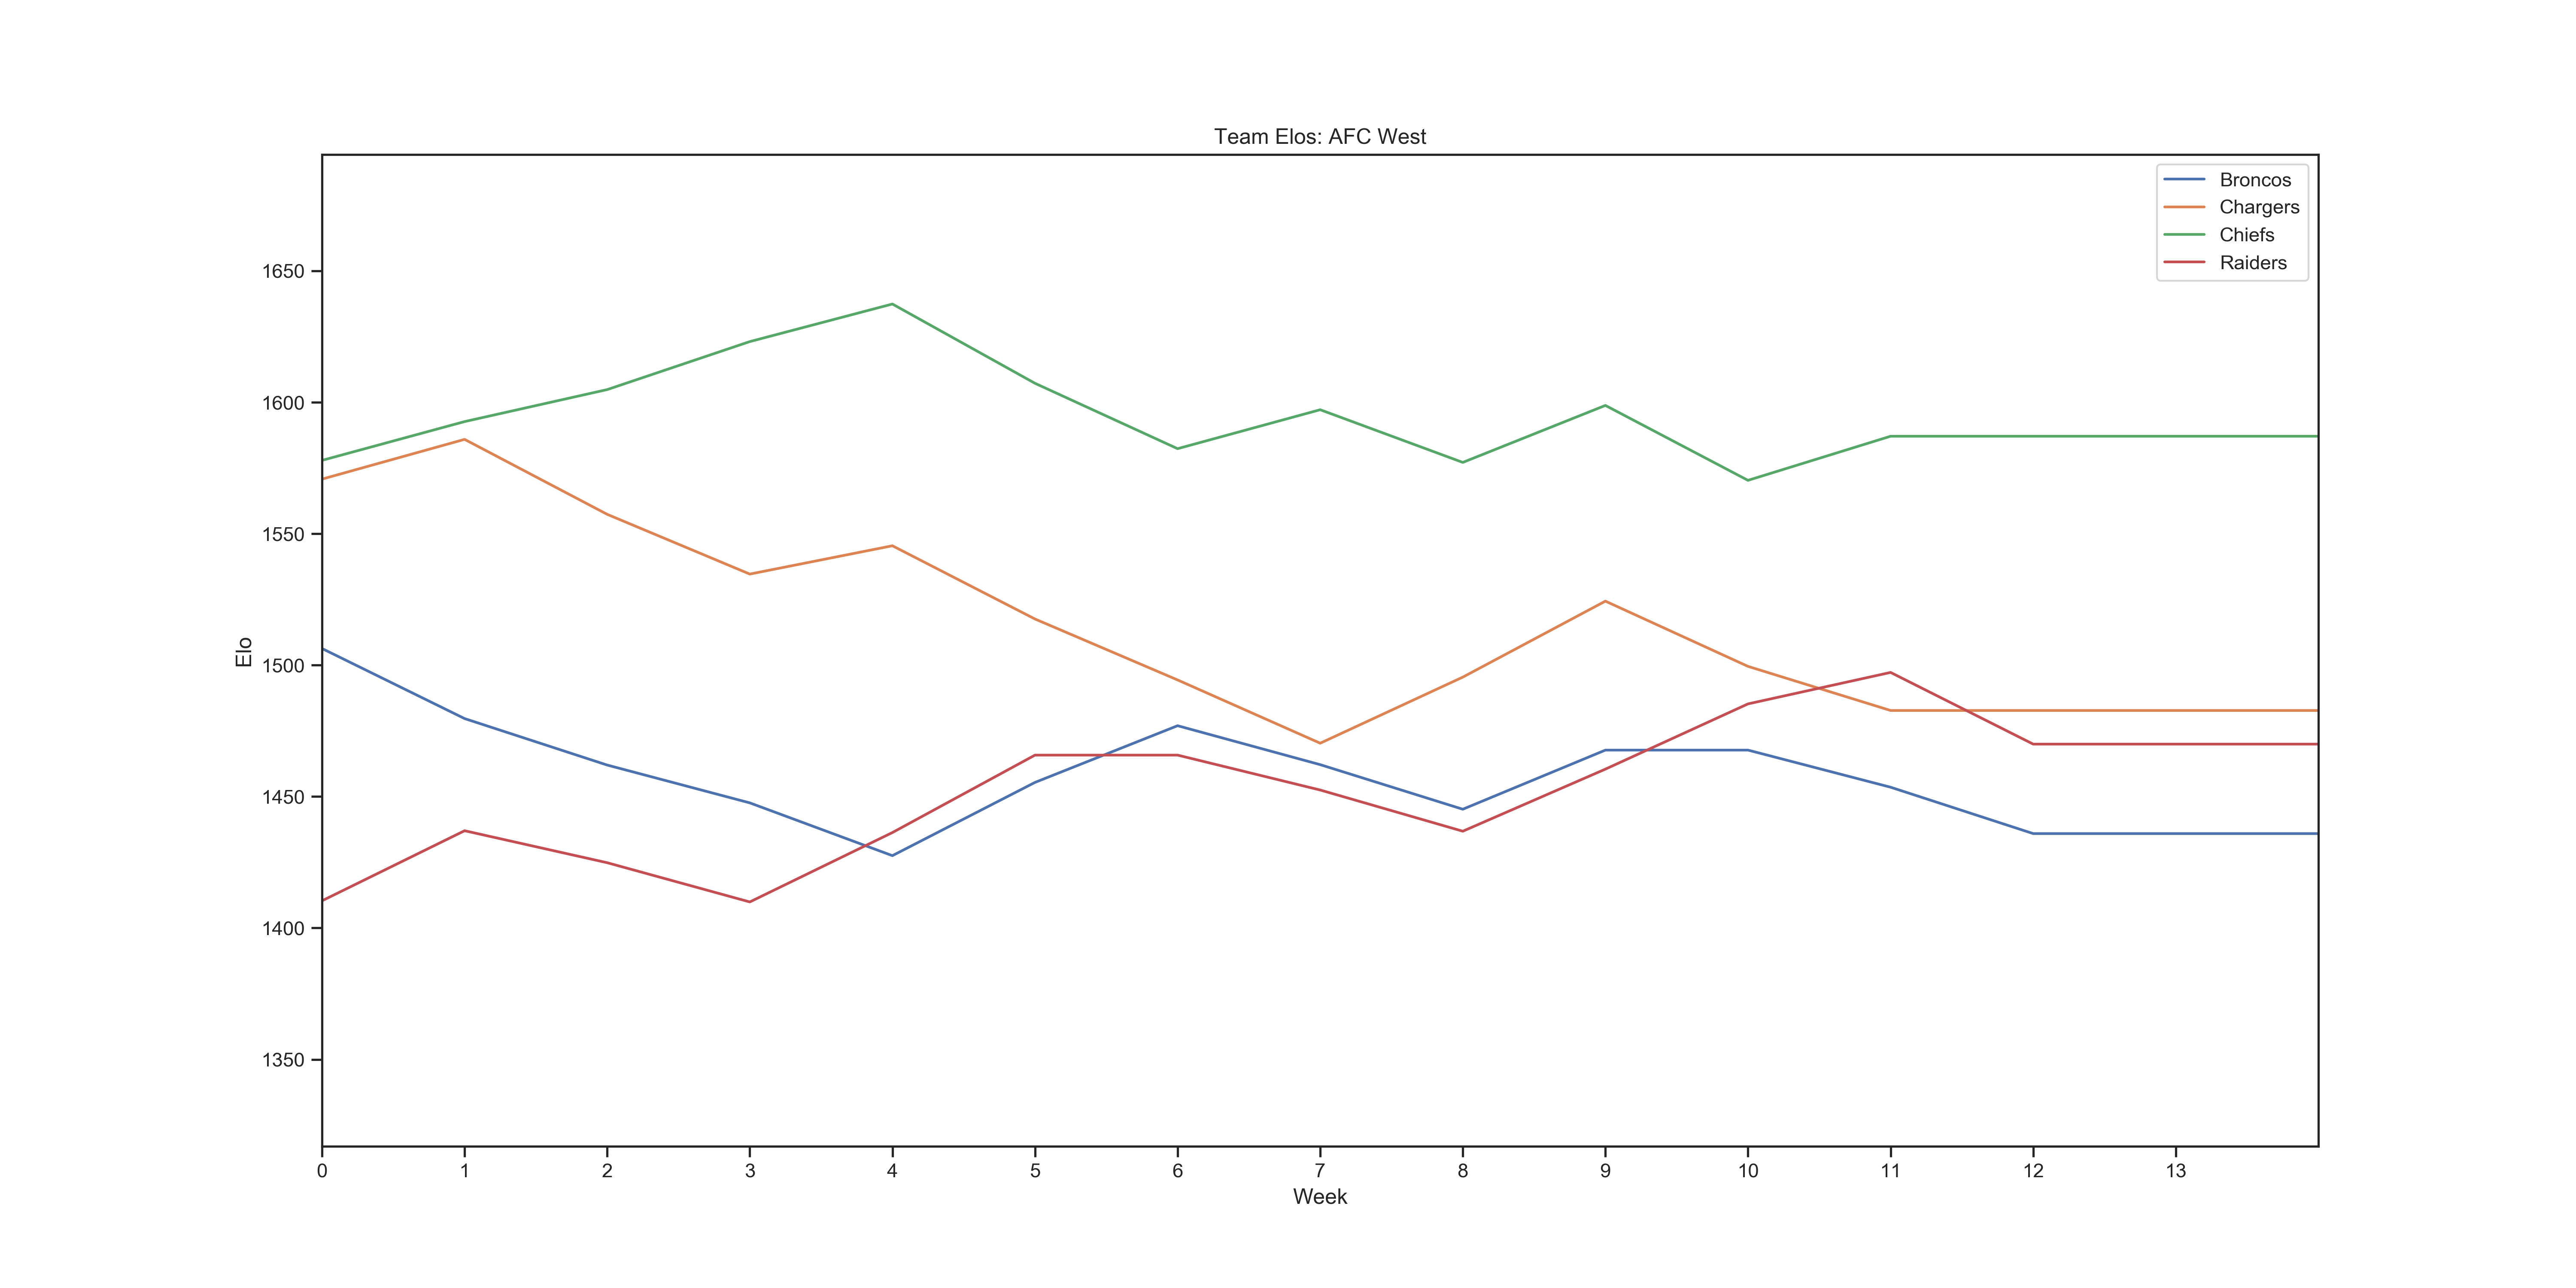 Team Elos: AFC West
Broncos
Chargers
Chiefs
Raiders
1650
1600
1550
1500
1450
1400
1350
Elo
0 1 2 3 4 5 6 7 8 9 10 11 12 13
Week